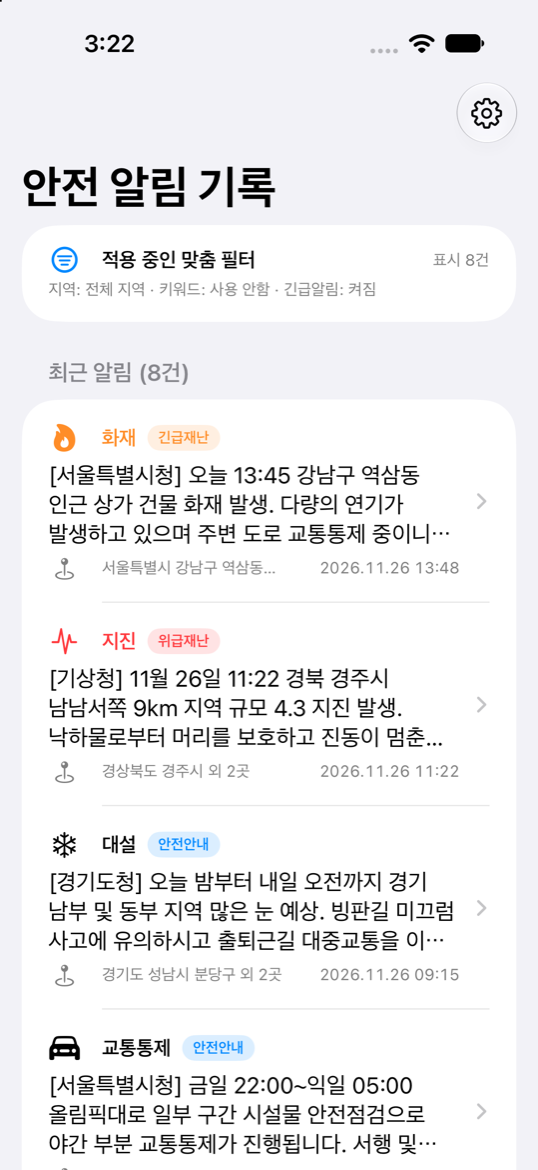 3:22
안전 알림 기록
적용 중인 맞춤 필터
표시 8건
지역: 전체 지역 · 키워드: 사용 안함 · 긴급알림: 켜짐
최근 알림 (8건)
화재 긴급재난
[서울특별시청] 오늘 13:45 강남구 역삼동
인근 상가 건물 화재 발생. 다량의 연기가
발생하고 있으며 주변 도로 교통통제 중이니…
서울특별시 강남구 역삼동... 2026.11.26 13:48
지진 위급재난
[기상청] 11월 26일 11:22 경북 경주시
남남서쪽 9km 지역 규모 4.3 지진 발생.
낙하물로부터 머리를 보호하고 진동이 멈춘...
경상북도 경주시 외 2곳 2026.11.26 11:22
대설 안전안내
[경기도청] 오늘 밤부터 내일 오전까지 경기
남부 및 동부 지역 많은 눈 예상. 빙판길 미끄럼
사고에 유의하시고 출퇴근길 대중교통을 이…
경기도 성남시 분당구 외 2곳 2026.11.26 09:15
교통통제 안전안내
[서울특별시청] 금일 22:00~익일 05:00
올림픽대로 일부 구간 시설물 안전점검으로
야간 부분 교통통제가 진행됩니다. 서행 및…